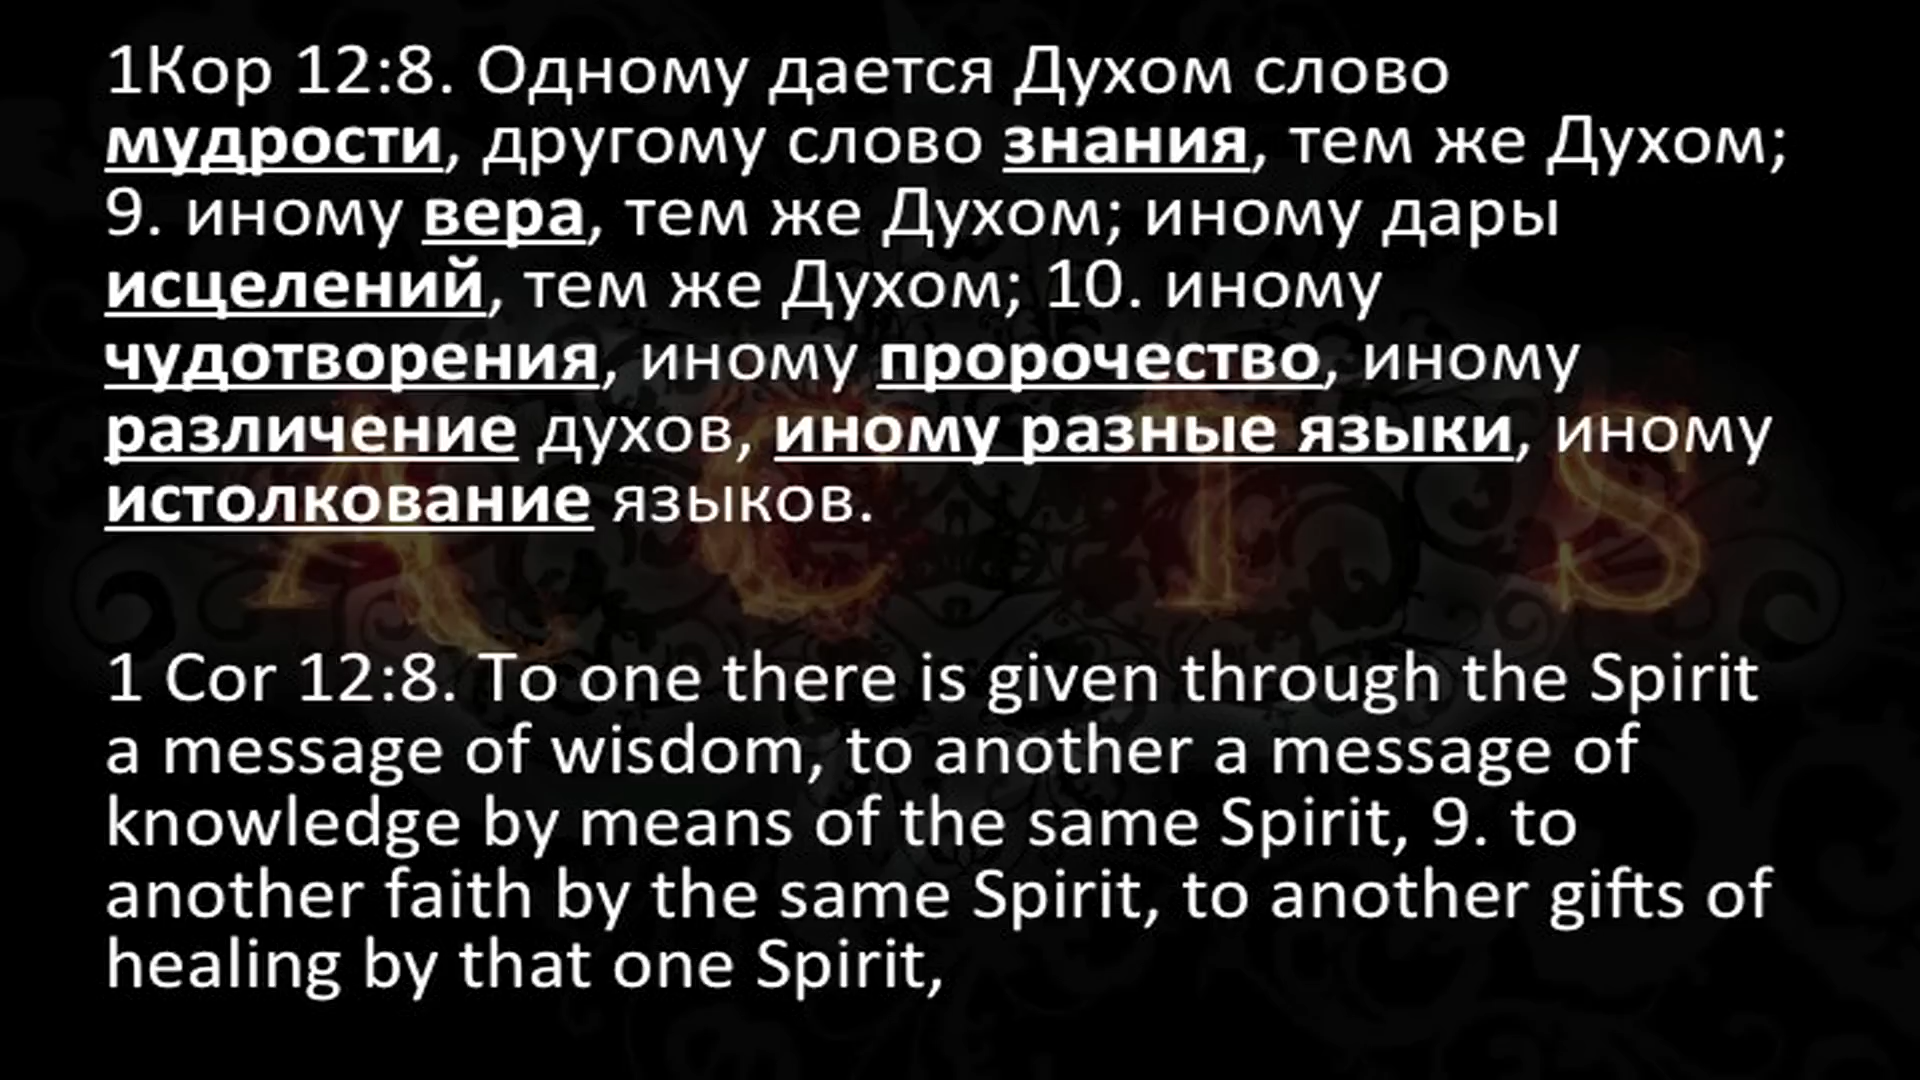 1Кор 12:8. Одному дается Духом слово
мудрости, другому слово знания, тем же Духом;
9. иному вера, тем же Духом; иному дары
исцелений, тем же Духом; 10. иному
чудотворения, иному пророчество, иному
различение духов, иному разные языки, иному
истолкование языков.
A C T S
1 Cor 12:8. To one there is given through the Spirit
a message of wisdom, to another a message of
knowledge by means of the same Spirit, 9. to
another faith by the same Spirit, to another gifts of
healing by that one Spirit,